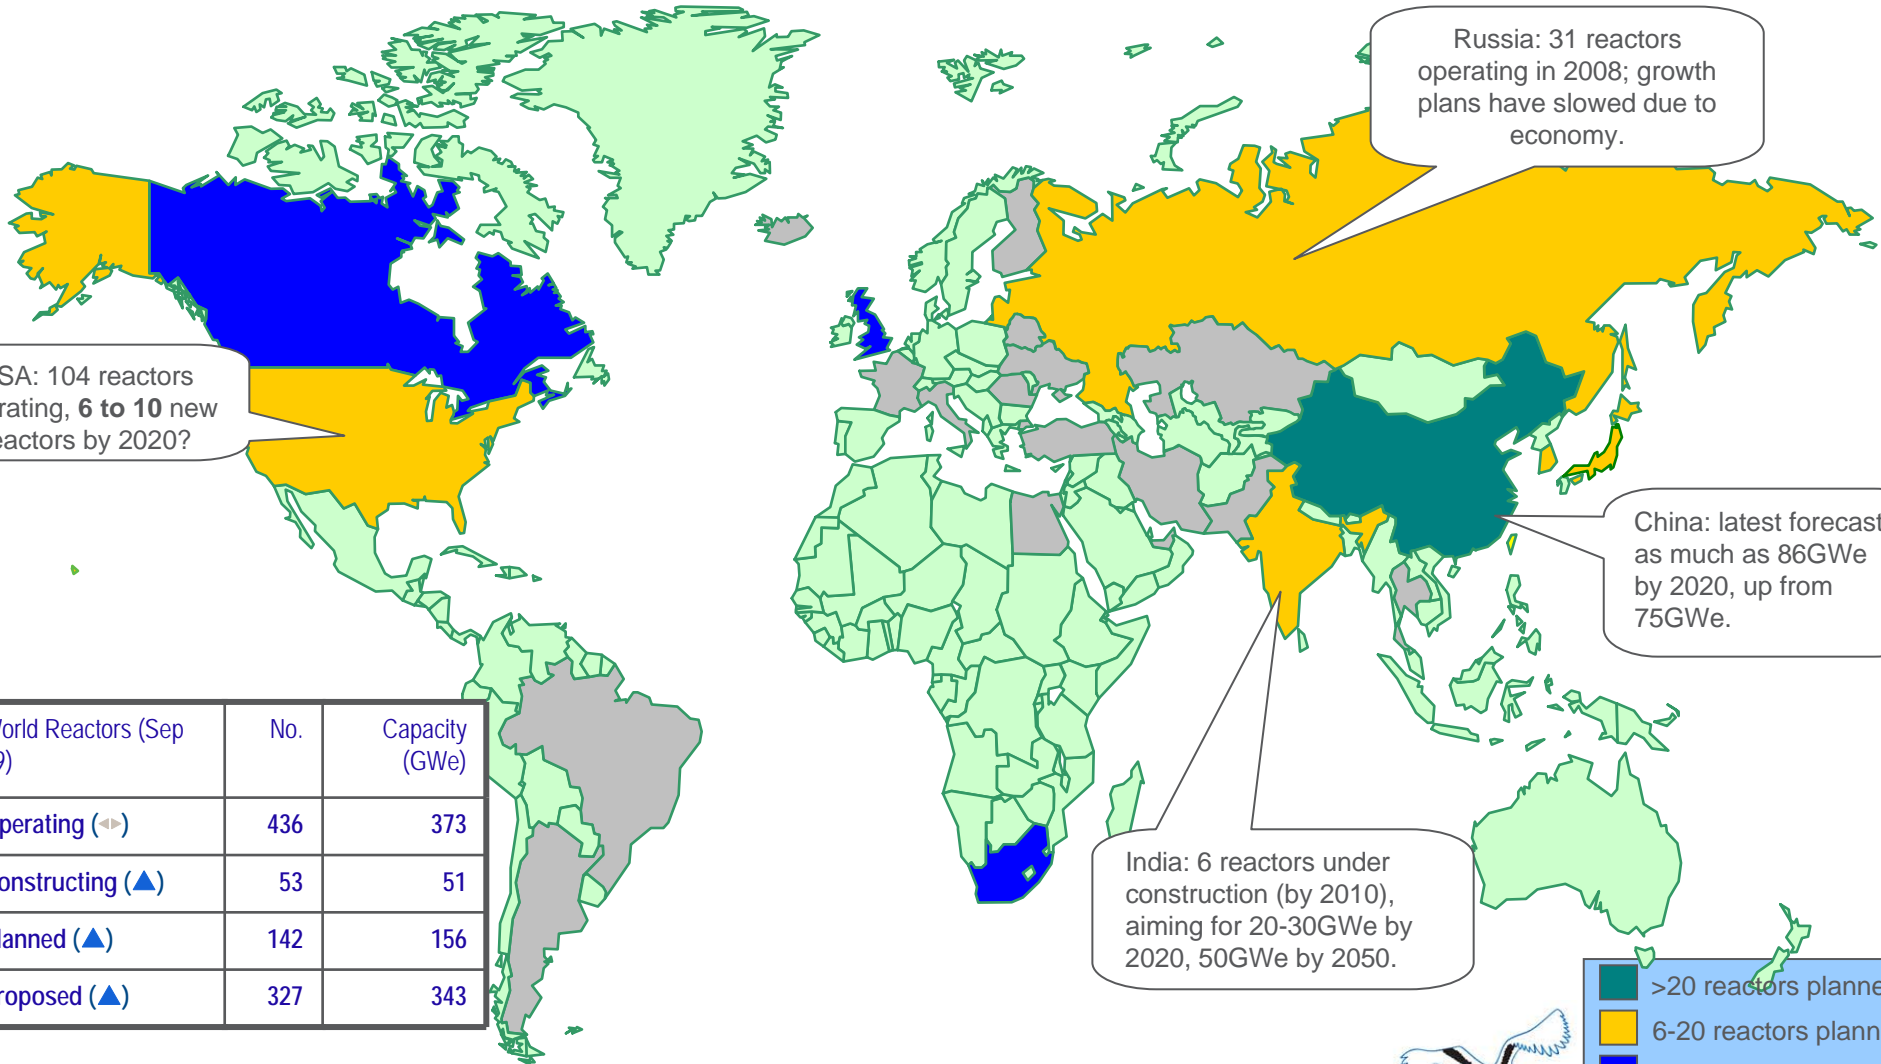 Russia: 31 reactors
operating in 2008; growth
plans have slowed due to
economy.
SA: 104 reactors
rating, 6 to 10 new
eactors by 2020?
China: latest forecast
as much as 86GWe
by 2020, up from
75GWe.
India: 6 reactors under
construction (by 2010),
aiming for 20-30GWe by
2020, 50GWe by 2050.
World Reactors (Sep
9) No. Capacity
(GWe)
perating (◄►) 436 373
onstructing (▲) 53 51
lanned (▲) 142 156
roposed (▲) 327 343
>20 reactors planne
6-20 reactors plann